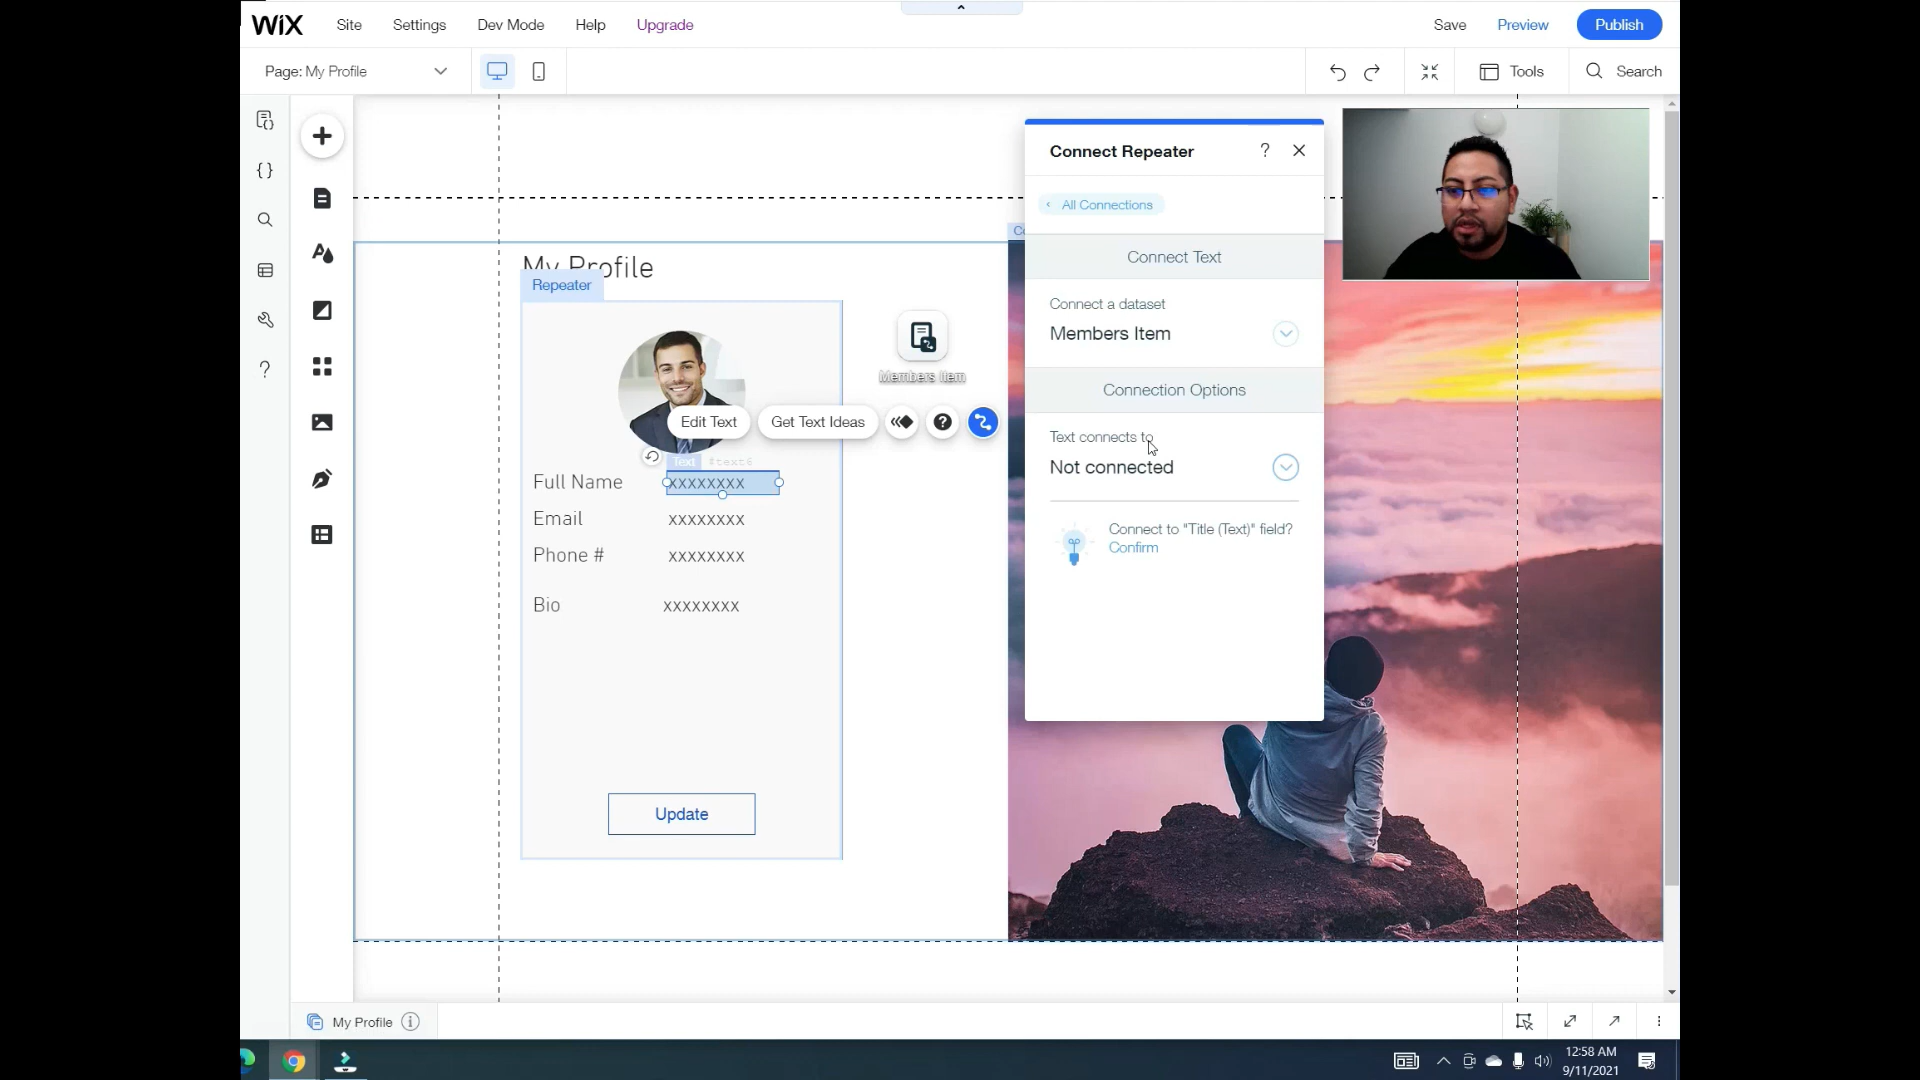 WiX
Site
Settings
Dev Mode
Help
Upgrade
Save
Preview
Publish
Page: My Profile
Tools
Search
Connect Repeater
?
All Connections
Connect Text
Connect a dataset
Members Item
Connection Options
Text connects to
Not connected
Connect to "Title (Text)" field?
Confirm
My Profile
Repeater
Members Item
Edit Text
Get Text Ideas
Text #text6
Full Name xxxxxxxx
Email xxxxxxxx
Phone # xxxxxxxx
Bio xxxxxxxx
Update
My Profile
12:58 AM
9/11/2021